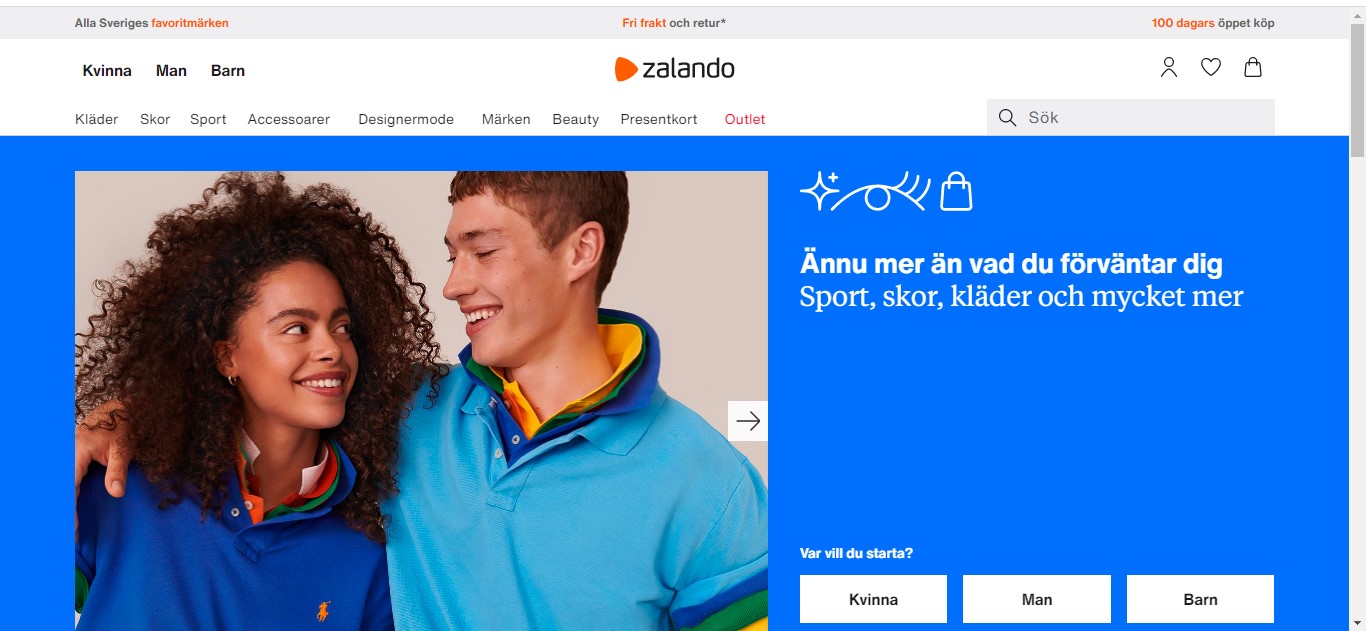 Alla Sveriges favoritmärken
Fri frakt och retur*
100 dagars öppet köp
Kvinna Man Barn
zalando
Kläder Skor Sport Accessoarer Designermode Märken Beauty Presentkort Outlet
Sök
Ännu mer än vad du förväntar dig
Sport, skor, kläder och mycket mer
Var vill du starta?
Kvinna Man Barn